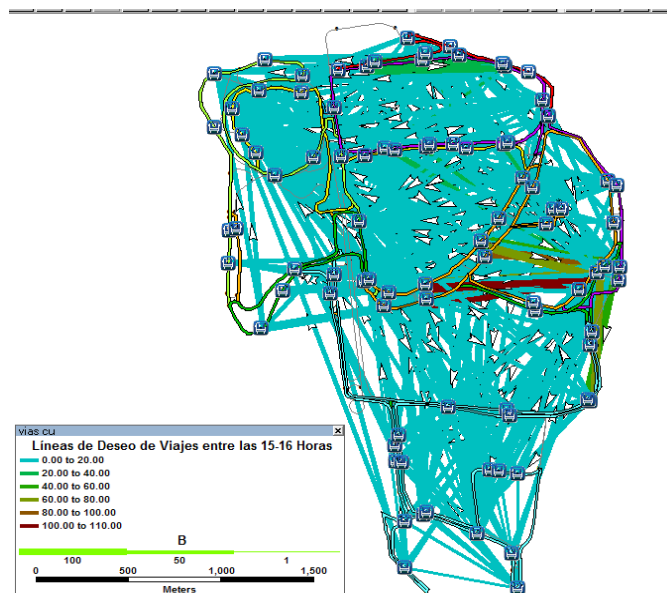 vias cu
Líneas de Deseo de Viajes entre las 15-16 Horas
0.00 to 20.00
20.00 to 40.00
40.00 to 60.00
60.00 to 80.00
80.00 to 100.00
100.00 to 110.00
B
100 50 1
0 500 1,000 1,500
Meters